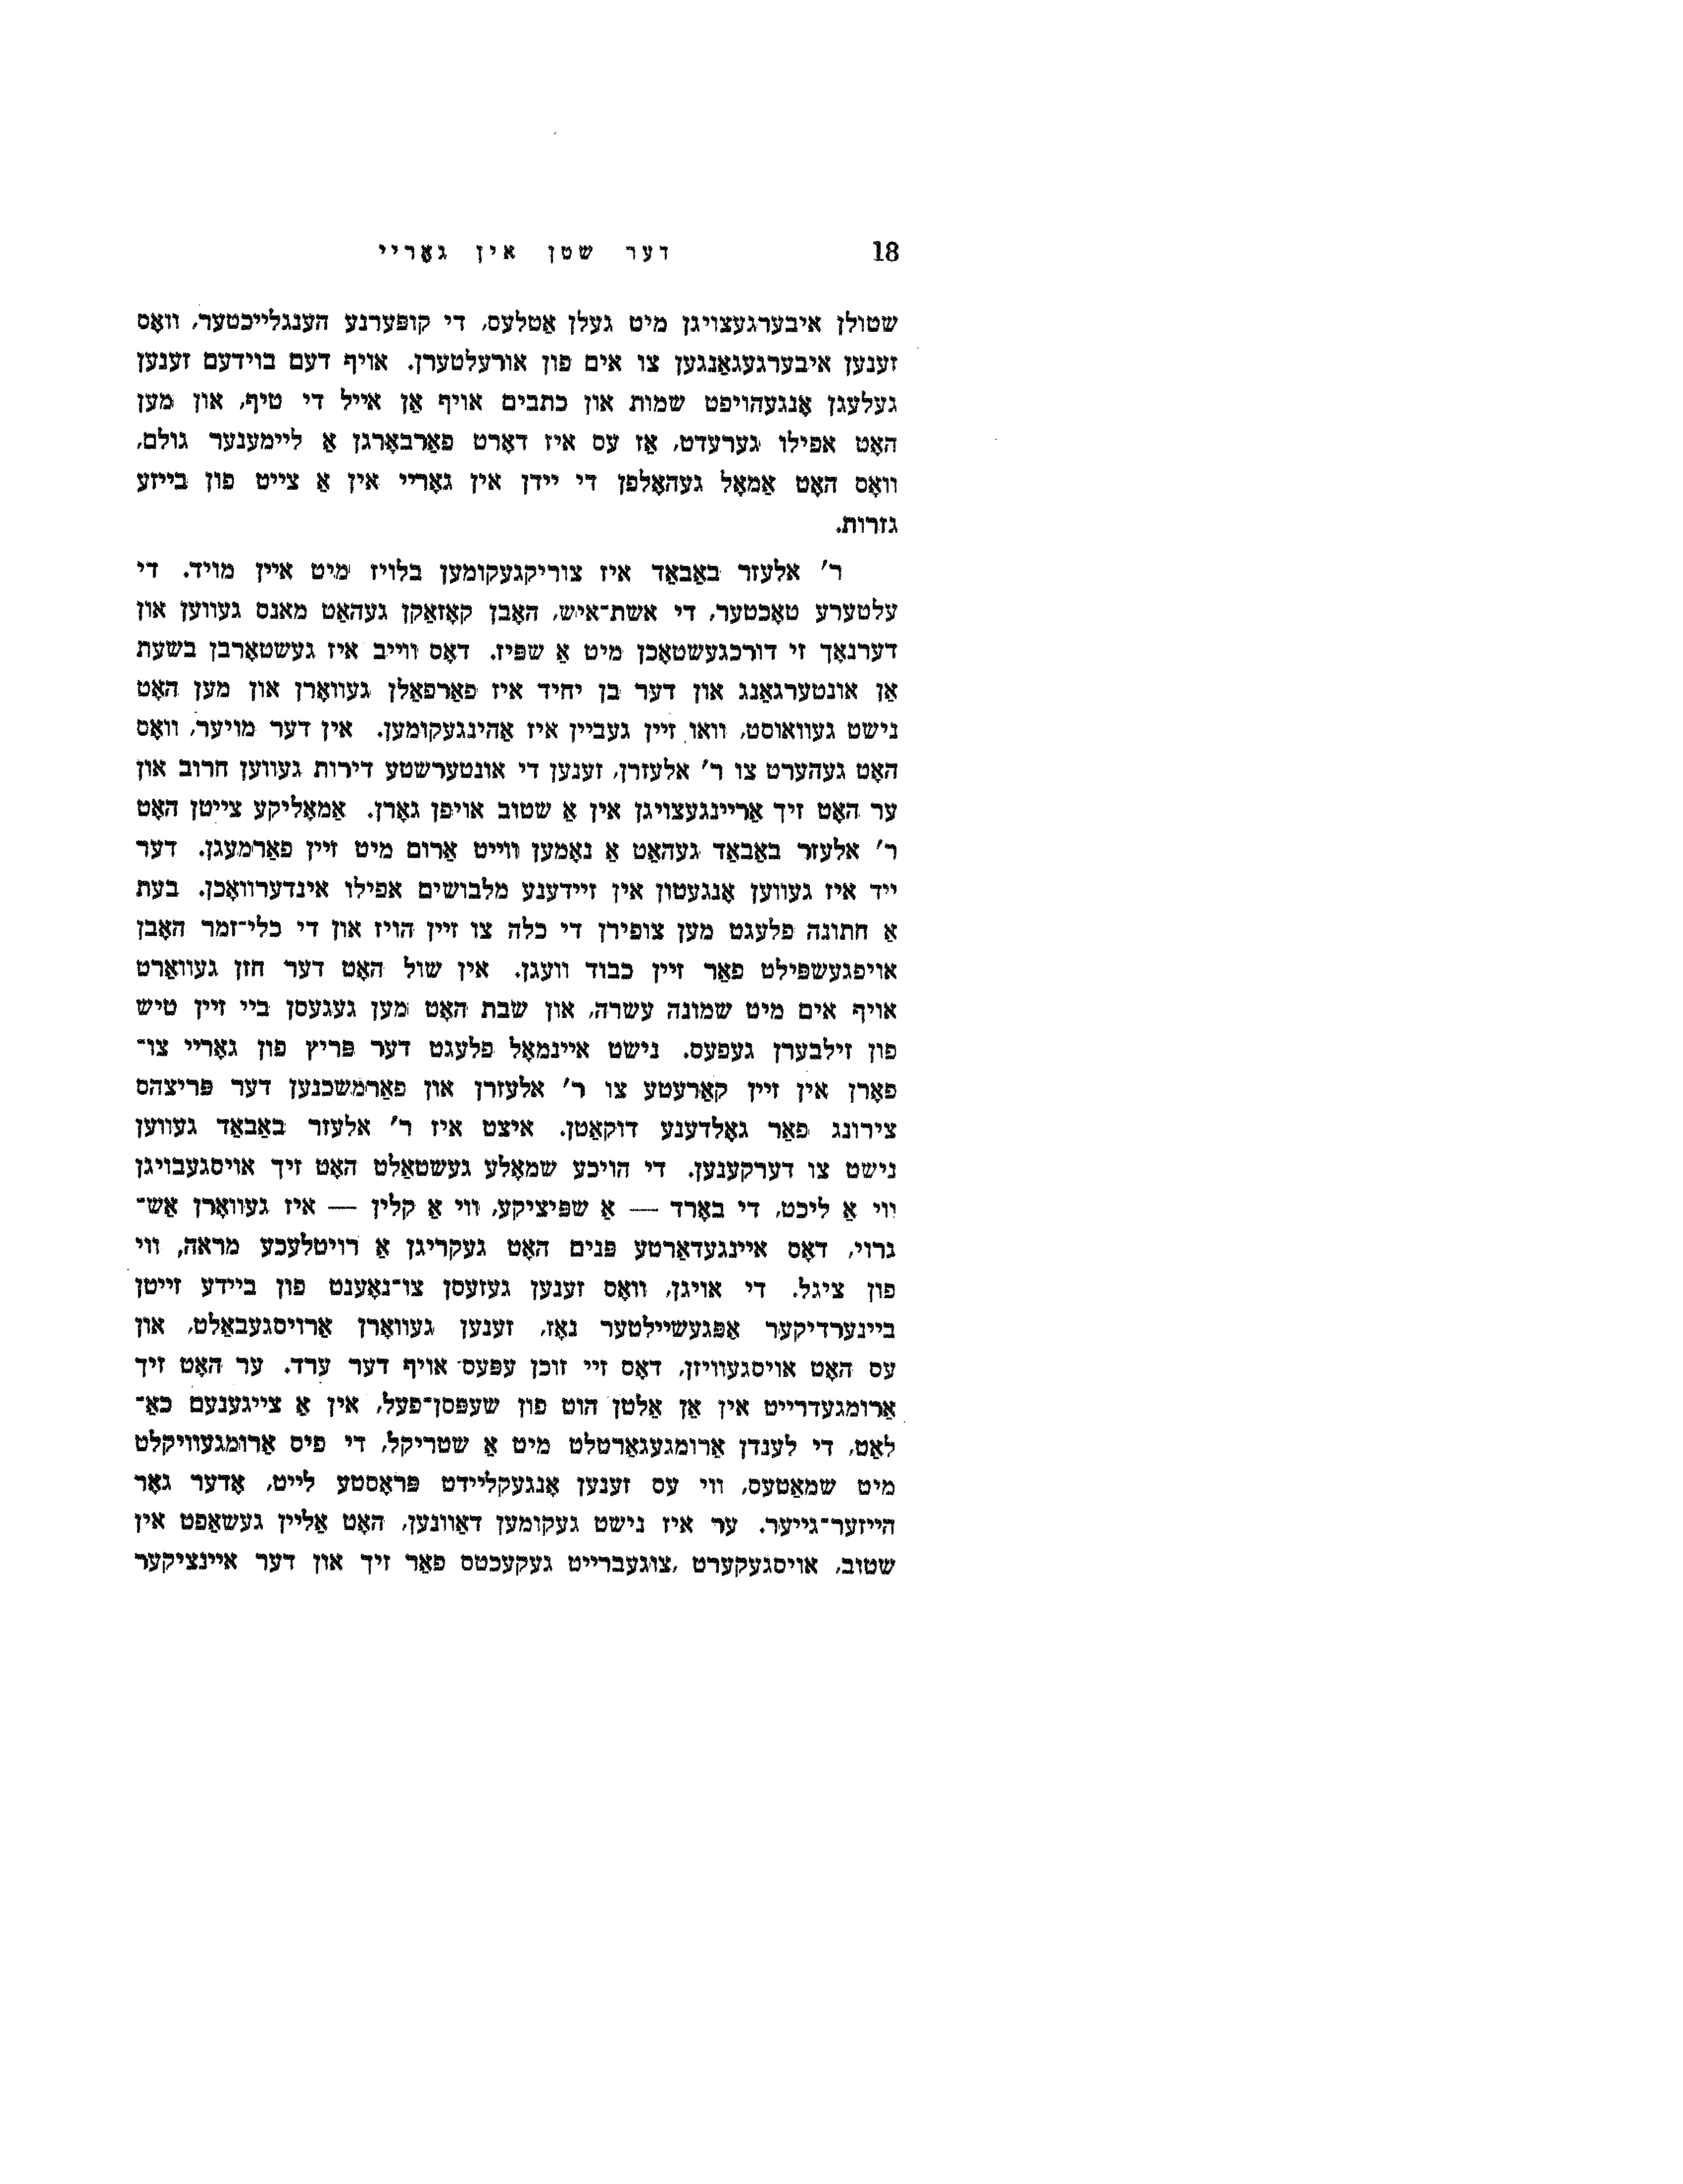 18 דער שטן אין גאָריי
שטולן איבערגעצויגן מיט געלן אַטלעס, די קופּערנע הענגלייכטער, וואָס
זענען איבערגעגאַנגען צו אים פון אורעלטערן. אויף דעם בוידעם זענען
געלעגן אָנגעהויפט שמות און כתבים אויף אַן אייל די טיף, און מען
האָט אפילו גערעדט, אַז עס איז דאָרט פאַרבאָרגן אַ ליימענער גולם,
וואָס האָט אַמאָל געהאָלפן די יידן אין גאָריי אין אַ צייט פון בייזע
גזרות.
ר׳ אלעזר באַבאַד איז צוריקגעקומען בלויז מיט איין מויד. די
עלטערע טאָכטער, די אשת־איש, האָבן קאָזאַקן געהאַט מאנס געווען און
דערנאָך זי דורכגעשטאָכן מיט אַ שפּיז. דאָס ווייב איז געשטאָרבן בשעת
אַן אונטערגאַנג און דער בן יחיד איז פאַרפאַלן געוואָרן און מען האָט
נישט געוואוסט, וואו זיין געביין איז אַהינגעקומען. אין דער מויער, וואָס
האָט געהערט צו ר׳ אלעזרן, זענען די אונטערשטע דירות געווען חרוב און
ער האָט זיך אַריינגעצויגן אין אַ שטוב אויפן גאָרן. אַמאָליקע צייטן האָט
ר׳ אלעזר באַבאַד געהאַט אַ נאָמען ווייט אַרום מיט זיין פאַרמעגן. דער
ייד איז געווען אָנגעטון אין זיידענע מלבושים אפילו אינדערוואָכן. בעת
אַ חתונה פלעגט מען צופירן די כלה צו זיין הויז און די כלי־זמר האָבן
אויפגעשפּילט פאַר זיין כבוד וועגן. אין שול האָט דער חזן געוואַרט
אויף אים מיט שמונה עשרה, און שבת האָט מען געגעסן ביי זיין טיש
פון זילבערן געפעס. נישט איינמאָל פלעגט דער פּריץ פון גאָריי צו־
פאָרן אין זיין קאַרעטע צו ר׳ אלעזרן און פאַרמשכנען דער פּריצהס
צירונג פאַר גאָלדענע דוקאַטן. איצט איז ר׳ אלעזר באַבאַד געווען
נישט צו דערקענען. די הויכע שמאָלע געשטאַלט האָט זיך אויסגעבויגן
ווי אַ ליכט, די באָרד — אַ שפּיציקע, ווי אַ קלין — איז געוואָרן אַש־
גרוי, דאָס איינגעדאַרטע פּנים האָט געקריגן אַ רויטלעכע מראה, ווי
פון ציגל. די אויגן, וואָס זענען געזעסן צו־נאָענט פון ביידע זייטן
ביינערדיקער אַפּגעשיילטער נאָז, זענען געוואָרן אַרויסגעבאַלט, און
עס האָט אויסגעוויזן, דאָס זיי זוכן עפּעס אויף דער ערד. ער האָט זיך
אַרומגעדרייט אין אַן אַלטן הוט פון שעפּסן־פעל, אין אַ צייגענעם כאַ־
לאַט, די לענדן אַרומגעגאַרטלט מיט אַ שטריקל, די פיס אַרומגעוויקלט
מיט שמאַטעס, ווי עס זענען אָנגעקליידט פּראָסטע לייט, אָדער גאָר
הייזער־גייער. ער איז נישט געקומען דאַוונען, האָט אַליין געשאַפט אין
שטוב, אויסגעקערט ,צוגעברייט געקעכטס פאַר זיך און דער איינציקער